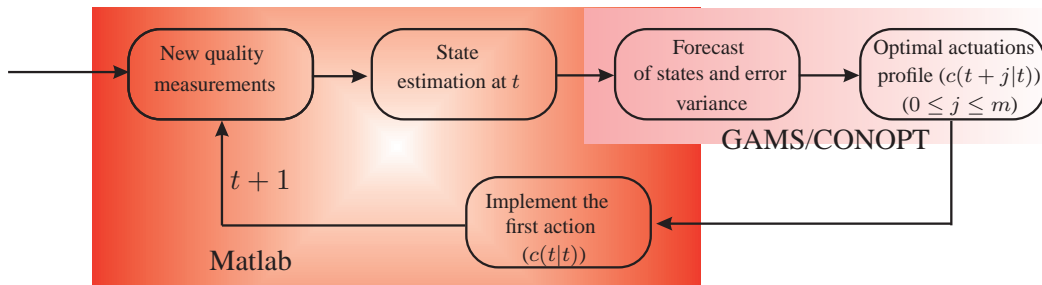 New quality
measurements
State
estimation at t
Forecast
of states and error
variance
Optimal actuations
profile (c(t + j|t))
(0 ≤ j ≤ m)
GAMS/CONOPT
t + 1
Implement the
first action
(c(t|t))
Matlab